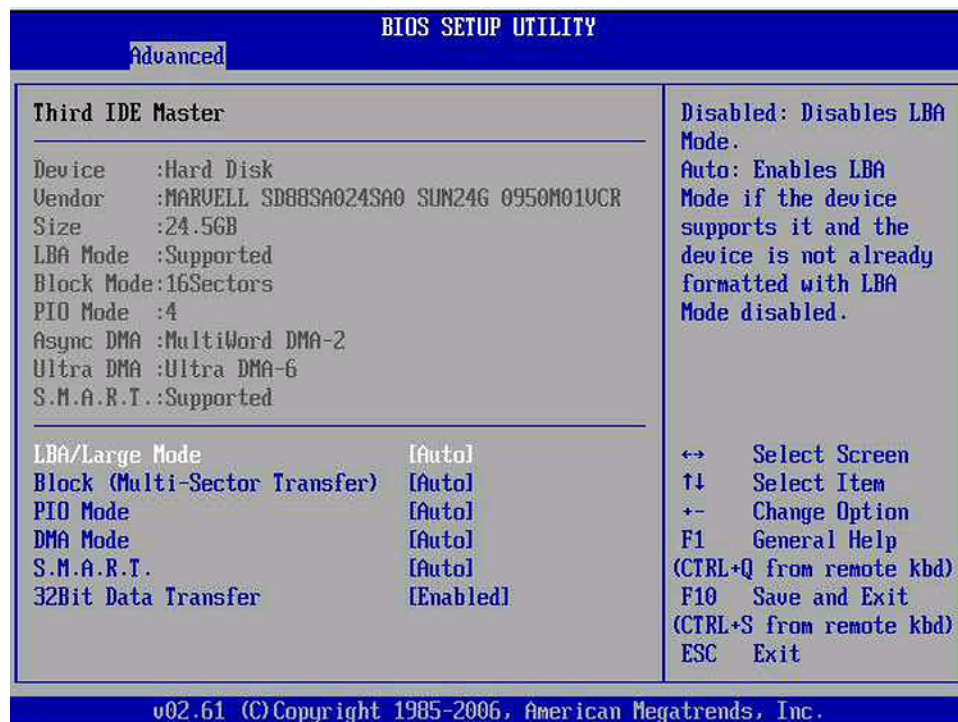 BIOS SETUP UTILITY
Advanced
Third IDE Master
Device :Hard Disk
Vendor :MARVELL SD88SA024SA0 SUN24G 0950M01VCR
Size :24.5GB
LBA Mode :Supported
Block Mode:16Sectors
PIO Mode :4
Async DMA :MultiWord DMA-2
Ultra DMA :Ultra DMA-6
S.M.A.R.T.:Supported
LBA/Large Mode [Auto]
Block (Multi-Sector Transfer) [Auto]
PIO Mode [Auto]
DMA Mode [Auto]
S.M.A.R.T. [Auto]
32Bit Data Transfer [Enabled]
Disabled: Disables LBA
Mode.
Auto: Enables LBA
Mode if the device
supports it and the
device is not already
formatted with LBA
Mode disabled.
↔ Select Screen
↑↓ Select Item
+- Change Option
F1 General Help
(CTRL+Q from remote kbd)
F10 Save and Exit
(CTRL+S from remote kbd)
ESC Exit
v02.61 (C)Copyright 1985-2006, American Megatrends, Inc.